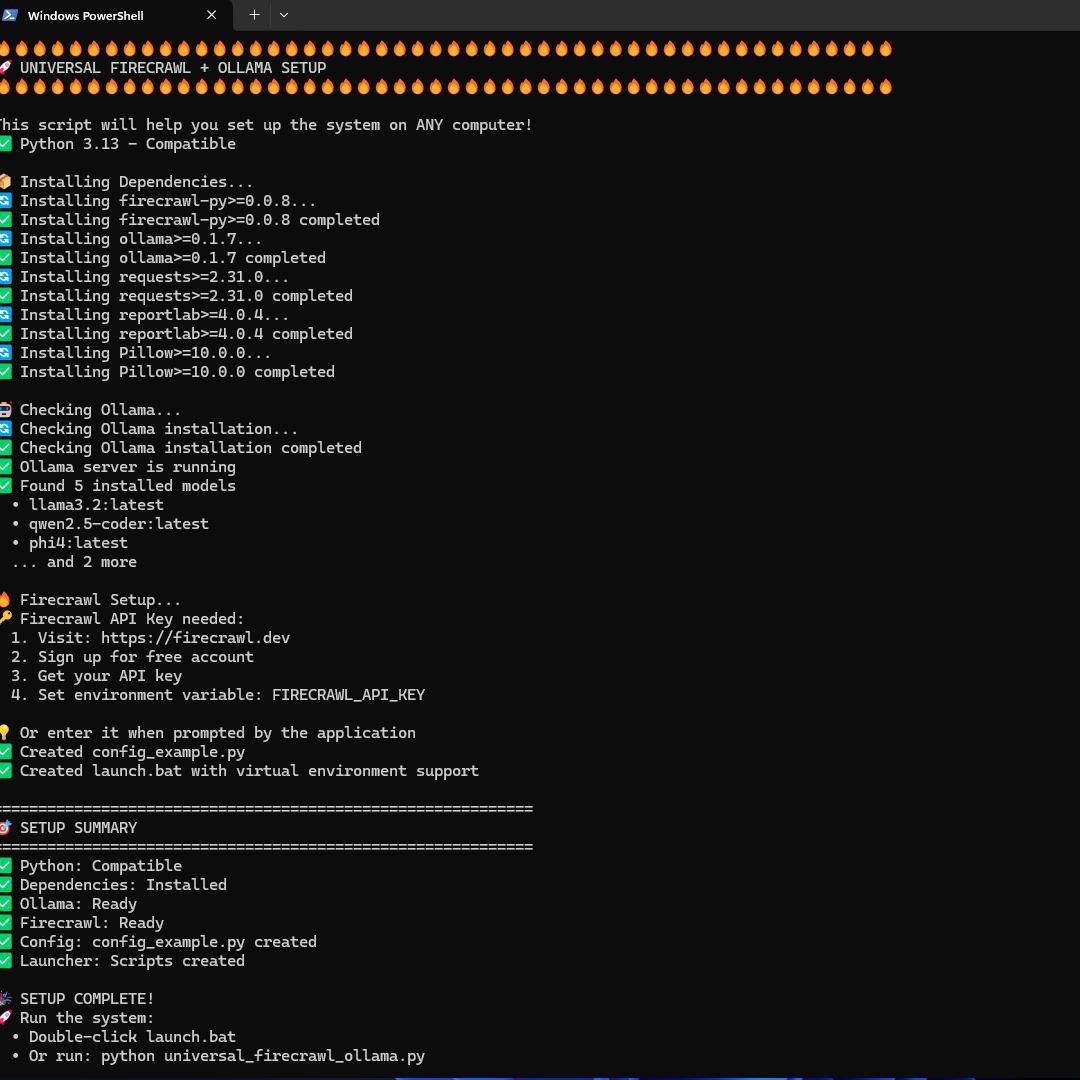 Windows PowerShell
UNIVERSAL FIRECRAWL + OLLAMA SETUP
This script will help you set up the system on ANY computer!
✅ Python 3.13 - Compatible
📦 Installing Dependencies...
🔄 Installing firecrawl-py>=0.0.8...
✅ Installing firecrawl-py>=0.0.8 completed
🔄 Installing ollama>=0.1.7...
✅ Installing ollama>=0.1.7 completed
🔄 Installing requests>=2.31.0...
✅ Installing requests>=2.31.0 completed
🔄 Installing reportlab>=4.0.4...
✅ Installing reportlab>=4.0.4 completed
🔄 Installing Pillow>=10.0.0...
✅ Installing Pillow>=10.0.0 completed
🤖 Checking Ollama...
🔄 Checking Ollama installation...
✅ Checking Ollama installation completed
✅ Ollama server is running
✅ Found 5 installed models
• llama3.2:latest
• qwen2.5-coder:latest
• phi4:latest
... and 2 more
🔥 Firecrawl Setup...
🔑 Firecrawl API Key needed:
1. Visit: https://firecrawl.dev
2. Sign up for free account
3. Get your API key
4. Set environment variable: FIRECRAWL_API_KEY
💡 Or enter it when prompted by the application
✅ Created config_example.py
✅ Created launch.bat with virtual environment support
============================================================
🎯 SETUP SUMMARY
============================================================
✅ Python: Compatible
✅ Dependencies: Installed
✅ Ollama: Ready
✅ Firecrawl: Ready
✅ Config: config_example.py created
✅ Launcher: Scripts created
🎉 SETUP COMPLETE!
🚀 Run the system:
• Double-click launch.bat
• Or run: python universal_firecrawl_ollama.py